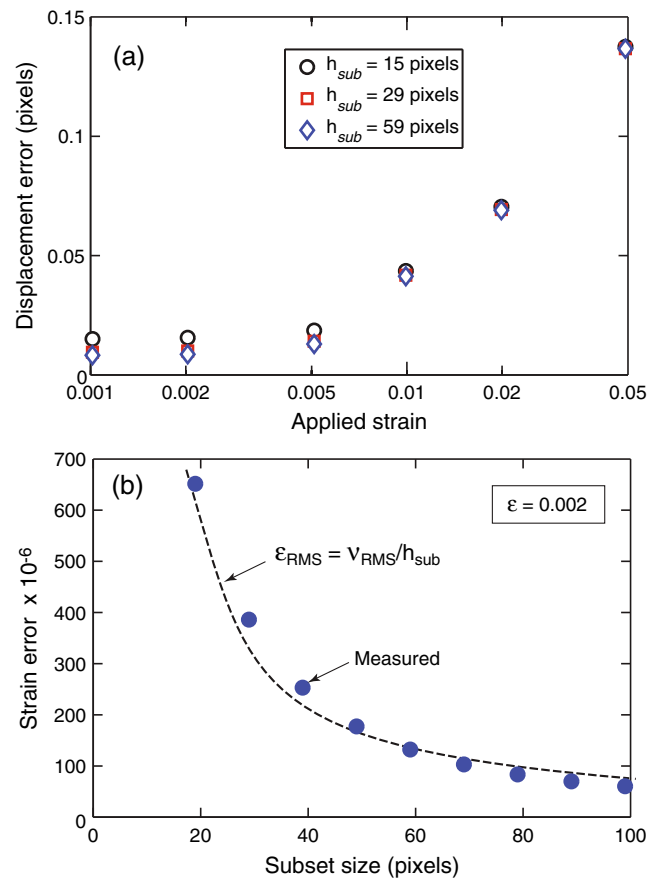 (a)
h_sub = 15 pixels
h_sub = 29 pixels
h_sub = 59 pixels
Displacement error (pixels)
0.15
0.10
0.05
0
0.001 0.002 0.005 0.01 0.02 0.05
Applied strain
(b)
ε = 0.002
ε_RMS = ν_RMS/h_sub
Measured
Strain error x 10⁻⁶
700
600
500
400
300
200
100
0
0 20 40 60 80 100
Subset size (pixels)